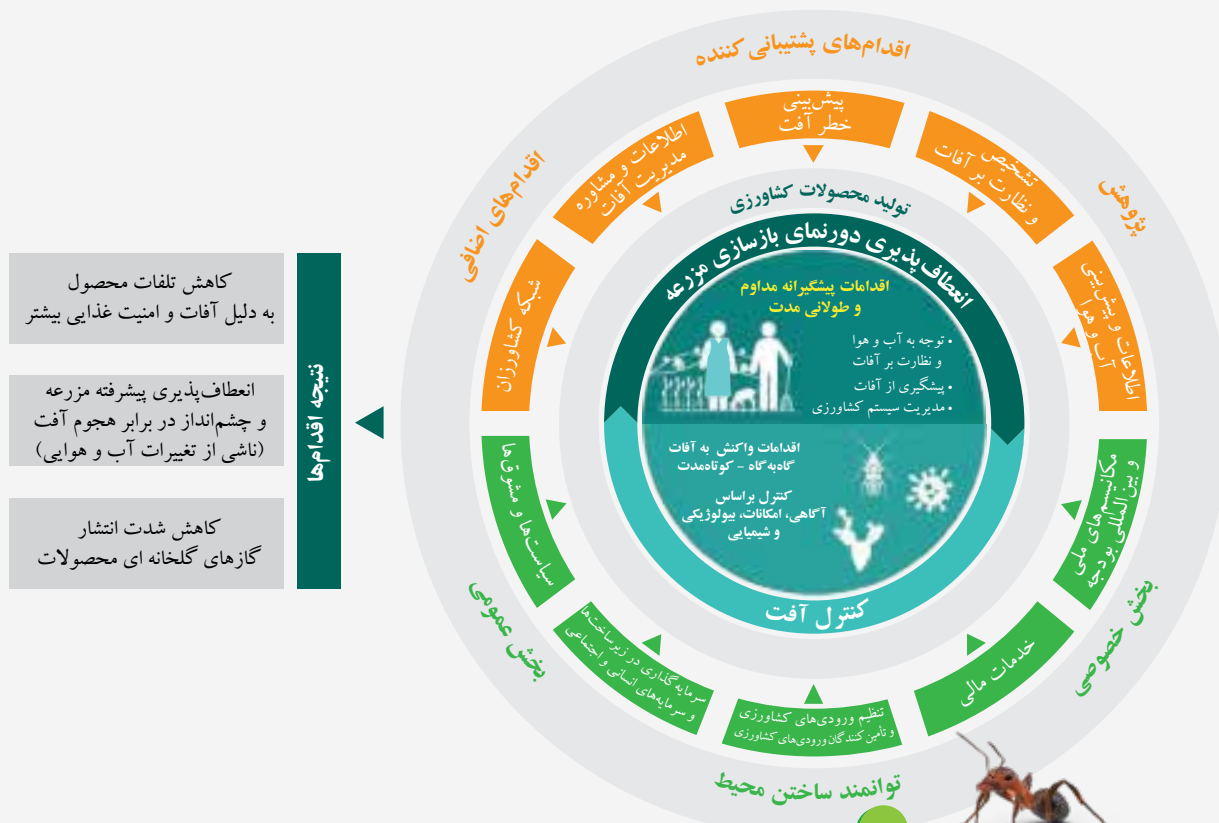 اقدام‌های پشتیبانی کننده
پژوهش
اقدام‌های اضافی
پیش‌بینی
خطر آفت
تشخیص
و نظارت بر آفات
اطلاعات و پیش‌بینی
آب و هوا
اطلاعات و مشاوره
مدیریت آفات
شبکه کشاورزان
تولید محصولات کشاورزی
انعطاف‌پذیری دورنمای بازسازی مزرعه
اقدامات پیشگیرانه مداوم
و طولانی مدت
• توجه به آب و هوا
و نظارت بر آفات
• پیشگیری از آفات
• مدیریت سیستم کشاورزی
اقدامات واکنش به آفات
گاه‌به‌گاه - کوتاه‌مدت
کنترل براساس
آگاهی، امکانات، بیولوژیکی
و شیمیایی
کنترل آفت
مکانیسم‌های ملی
و بین‌المللی بودجه
خدمات مالی
تنظیم ورودی‌های کشاورزی
و تأمین کنندگان ورودی‌های کشاورزی
سرمایه گذاری در زیرساخت‌ها
و سرمایه‌های انسانی و اجتماعی
سیاست‌ها و مشوق‌ها
بخش خصوصی
بخش عمومی
توانمند ساختن محیط
نتیجه اقدام‌ها
کاهش تلفات محصول
به دلیل آفات و امنیت غذایی بیشتر
انعطاف‌پذیری پیشرفته مزرعه
و چشم‌انداز در برابر هجوم آفت
(ناشی از تغییرات آب و هوایی)
کاهش شدت انتشار
گازهای گلخانه ای محصولات